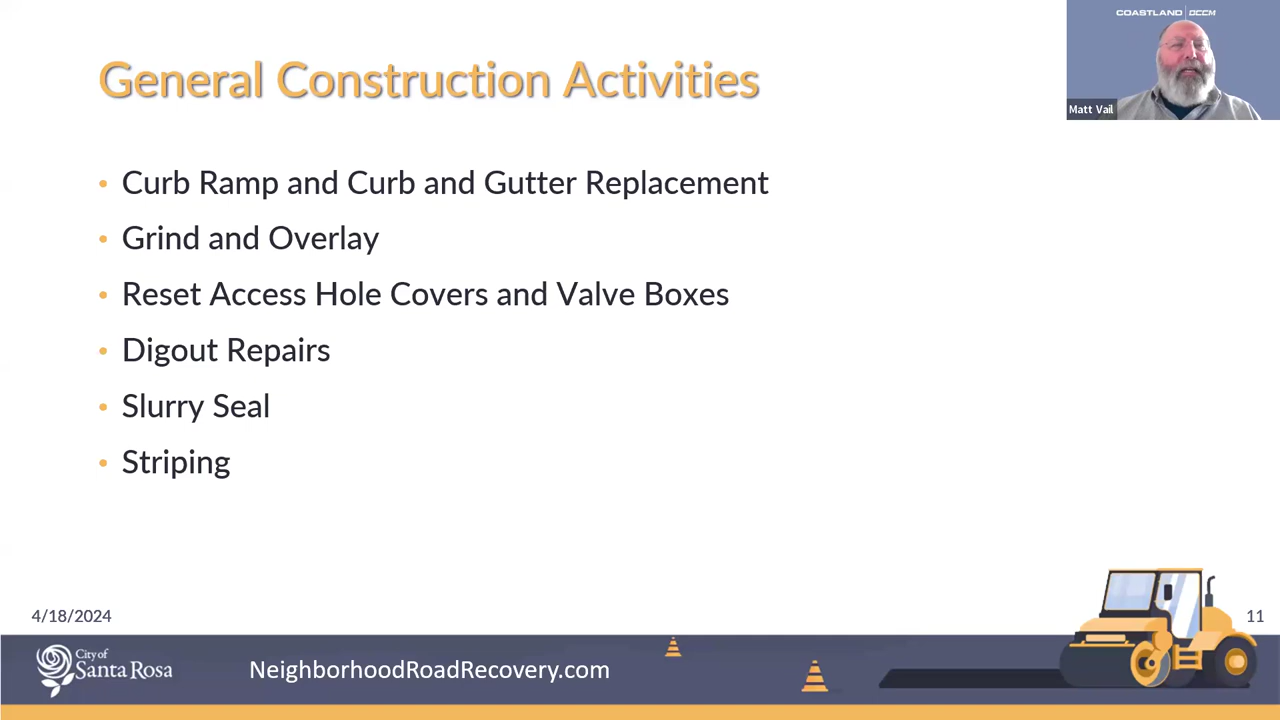 COASTLAND | DCCM
General Construction Activities
Matt Vail
• Curb Ramp and Curb and Gutter Replacement
• Grind and Overlay
• Reset Access Hole Covers and Valve Boxes
• Digout Repairs
• Slurry Seal
• Striping
4/18/2024
11
City of
Santa Rosa
NeighborhoodRoadRecovery.com